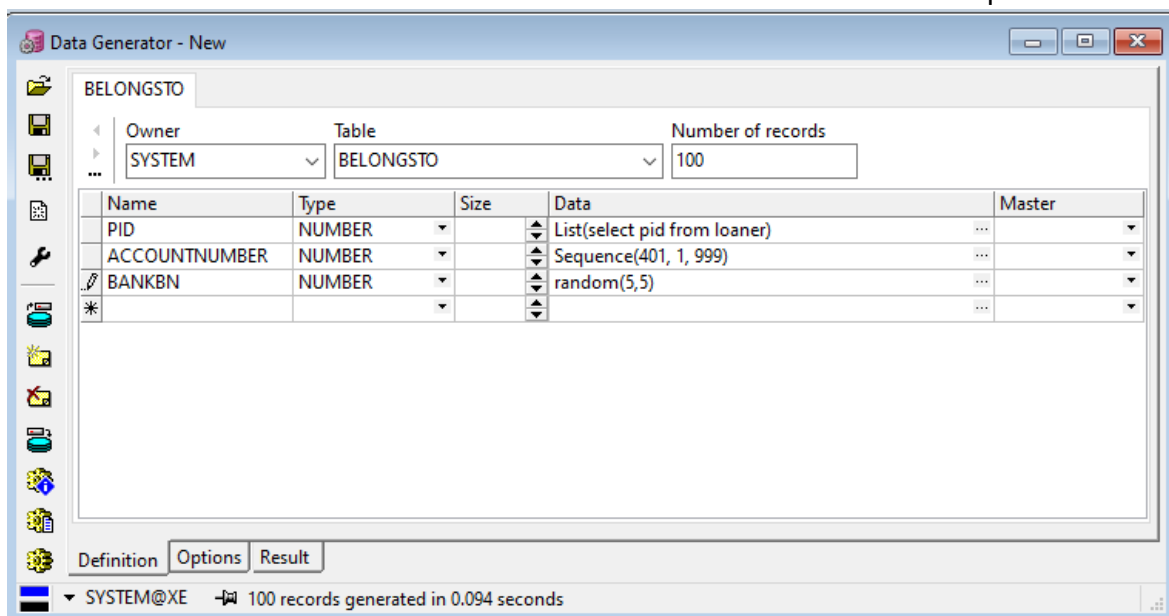 Data Generator - New
BELONGSTO
Owner Table Number of records
SYSTEM BELONGSTO 100
Name Type Size Data Master
PID NUMBER List(select pid from loaner) ...
ACCOUNTNUMBER NUMBER Sequence(401, 1, 999) ...
BANKBN NUMBER random(5,5) ...
* ...
Definition Options Result
SYSTEM@XE 100 records generated in 0.094 seconds